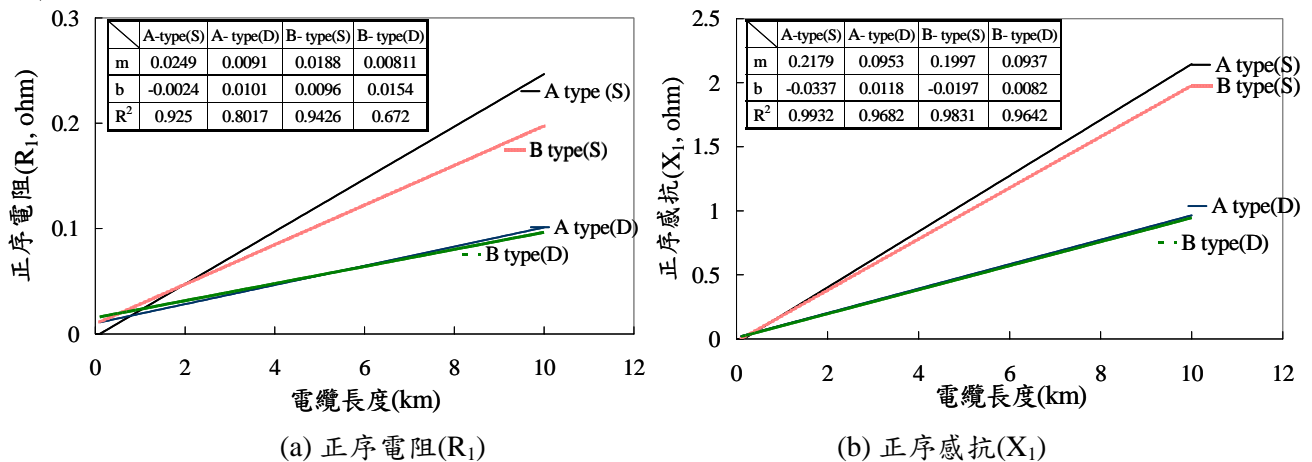 A-type(S) A- type(D) B- type(S) B- type(D)
m 0.0249 0.0091 0.0188 0.00811
b -0.0024 0.0101 0.0096 0.0154
R² 0.925 0.8017 0.9426 0.672
正序電阻(R₁, ohm)
0.3
0.2
0.1
0
A type (S)
B type(S)
A type(D)
B type(D)
0 2 4 6 8 10 12
電纜長度(km)
(a) 正序電阻(R₁)
A-type(S) A- type(D) B- type(S) B- type(D)
m 0.2179 0.0953 0.1997 0.0937
b -0.0337 0.0118 -0.0197 0.0082
R² 0.9932 0.9682 0.9831 0.9642
正序感抗(X₁, ohm)
2.5
2
1.5
1
0.5
0
A type(S)
B type(S)
A type(D)
B type(D)
0 2 4 6 8 10 12
電纜長度(km)
(b) 正序感抗(X₁)